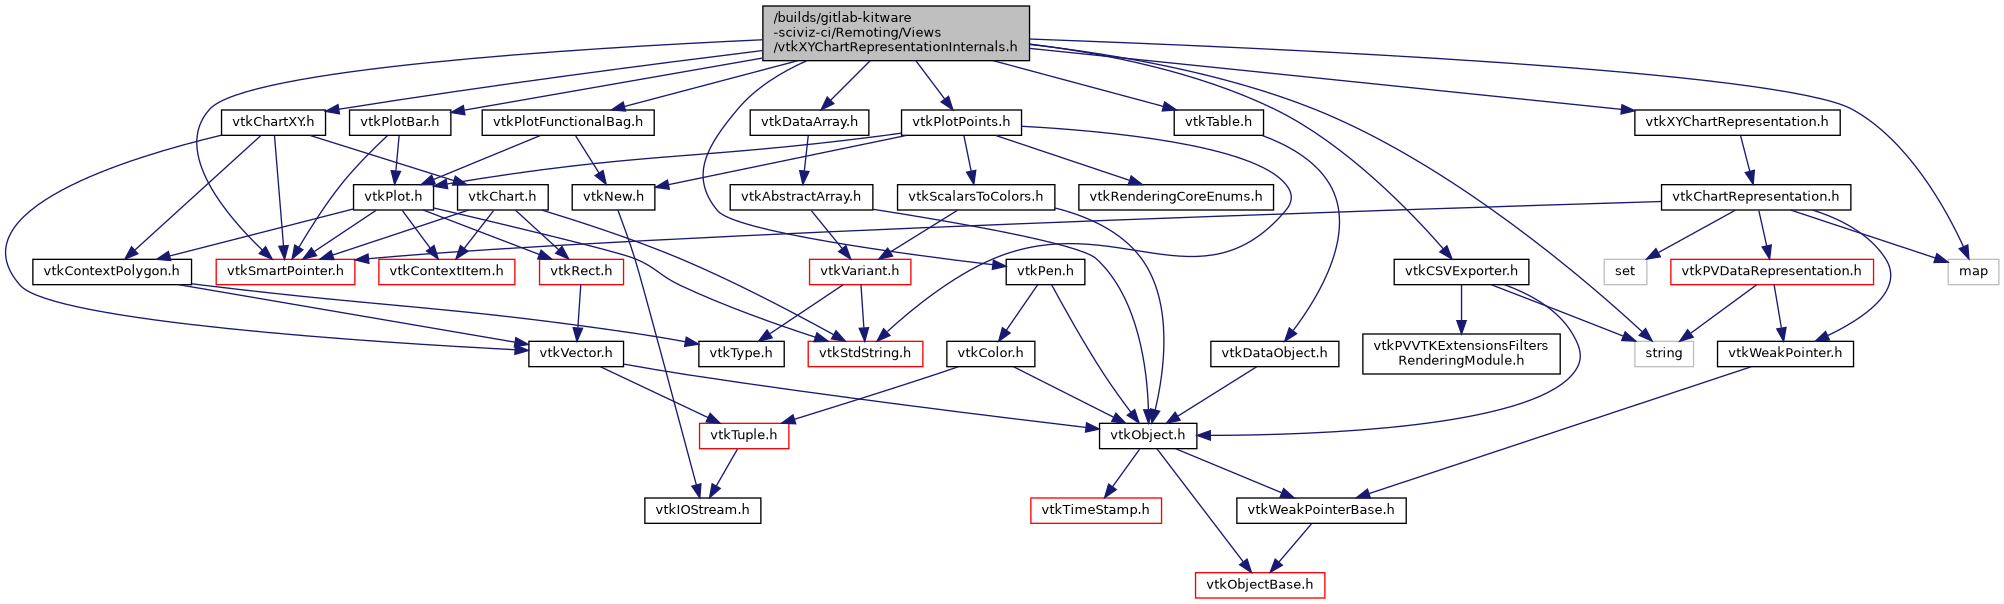 /builds/gitlab-kitware
-sciviz-ci/Remoting/Views
/vtkXYChartRepresentationInternals.h
vtkChartXY.h
vtkPlotBar.h
vtkPlotFunctionalBag.h
vtkDataArray.h
vtkPlotPoints.h
vtkTable.h
vtkXYChartRepresentation.h
vtkPlot.h
vtkChart.h
vtkNew.h
vtkAbstractArray.h
vtkScalarsToColors.h
vtkRenderingCoreEnums.h
vtkChartRepresentation.h
vtkContextPolygon.h
vtkSmartPointer.h
vtkContextItem.h
vtkRect.h
vtkVariant.h
vtkPen.h
vtkCSVExporter.h
set
vtkPVDataRepresentation.h
map
vtkVector.h
vtkType.h
vtkStdString.h
vtkColor.h
vtkDataObject.h
vtkPVVTKExtensionsFilters
RenderingModule.h
string
vtkWeakPointer.h
vtkTuple.h
vtkObject.h
vtkIOStream.h
vtkTimeStamp.h
vtkWeakPointerBase.h
vtkObjectBase.h